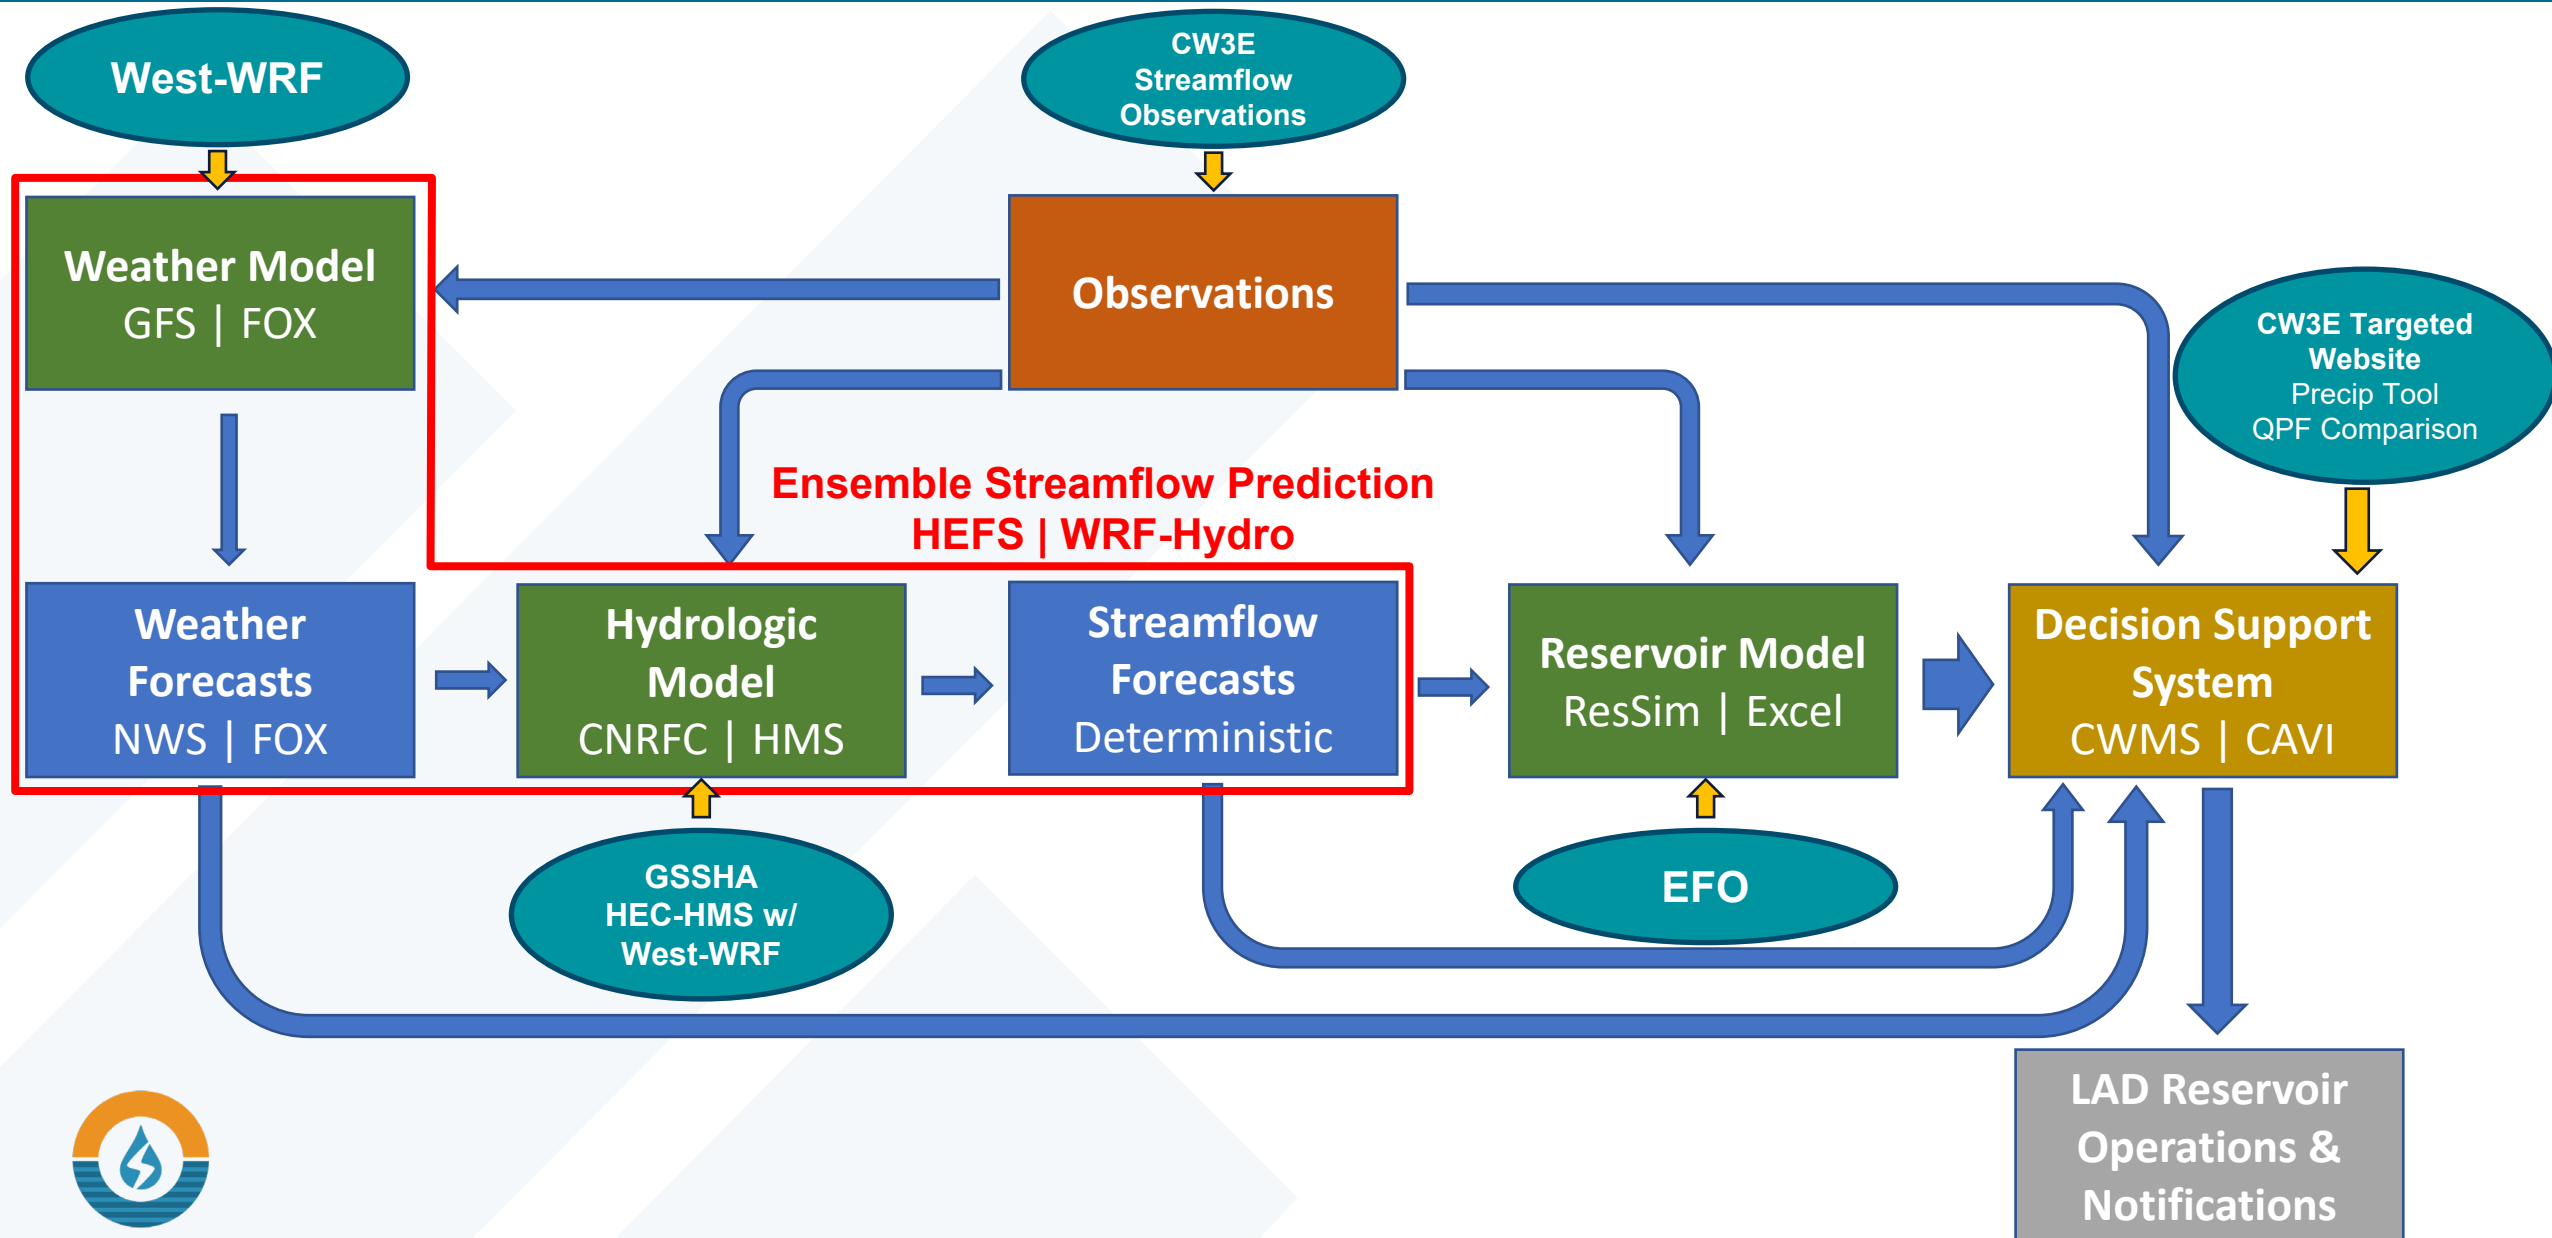 West-WRF
CW3E
Streamflow
Observations
Weather Model
GFS | FOX
Observations
CW3E Targeted
Website
Precip Tool
QPF Comparison
Ensemble Streamflow Prediction
HEFS | WRF-Hydro
Weather
Forecasts
NWS | FOX
Hydrologic
Model
CNRFC | HMS
Streamflow
Forecasts
Deterministic
Reservoir Model
ResSim | Excel
Decision Support
System
CWMS | CAVI
GSSHA
HEC-HMS w/
West-WRF
EFO
LAD Reservoir
Operations &
Notifications